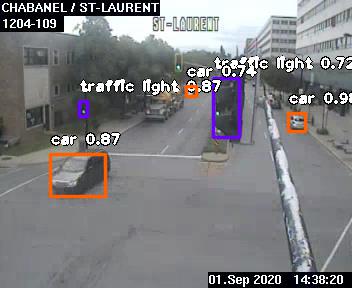 CHABANEL / ST-LAURENT
1204-109
ST-LAURENT
traffic light 0.72
car 0.74
traffic light 0.87
car 0.98
car 0.87
01.Sep 2020 14:38:20